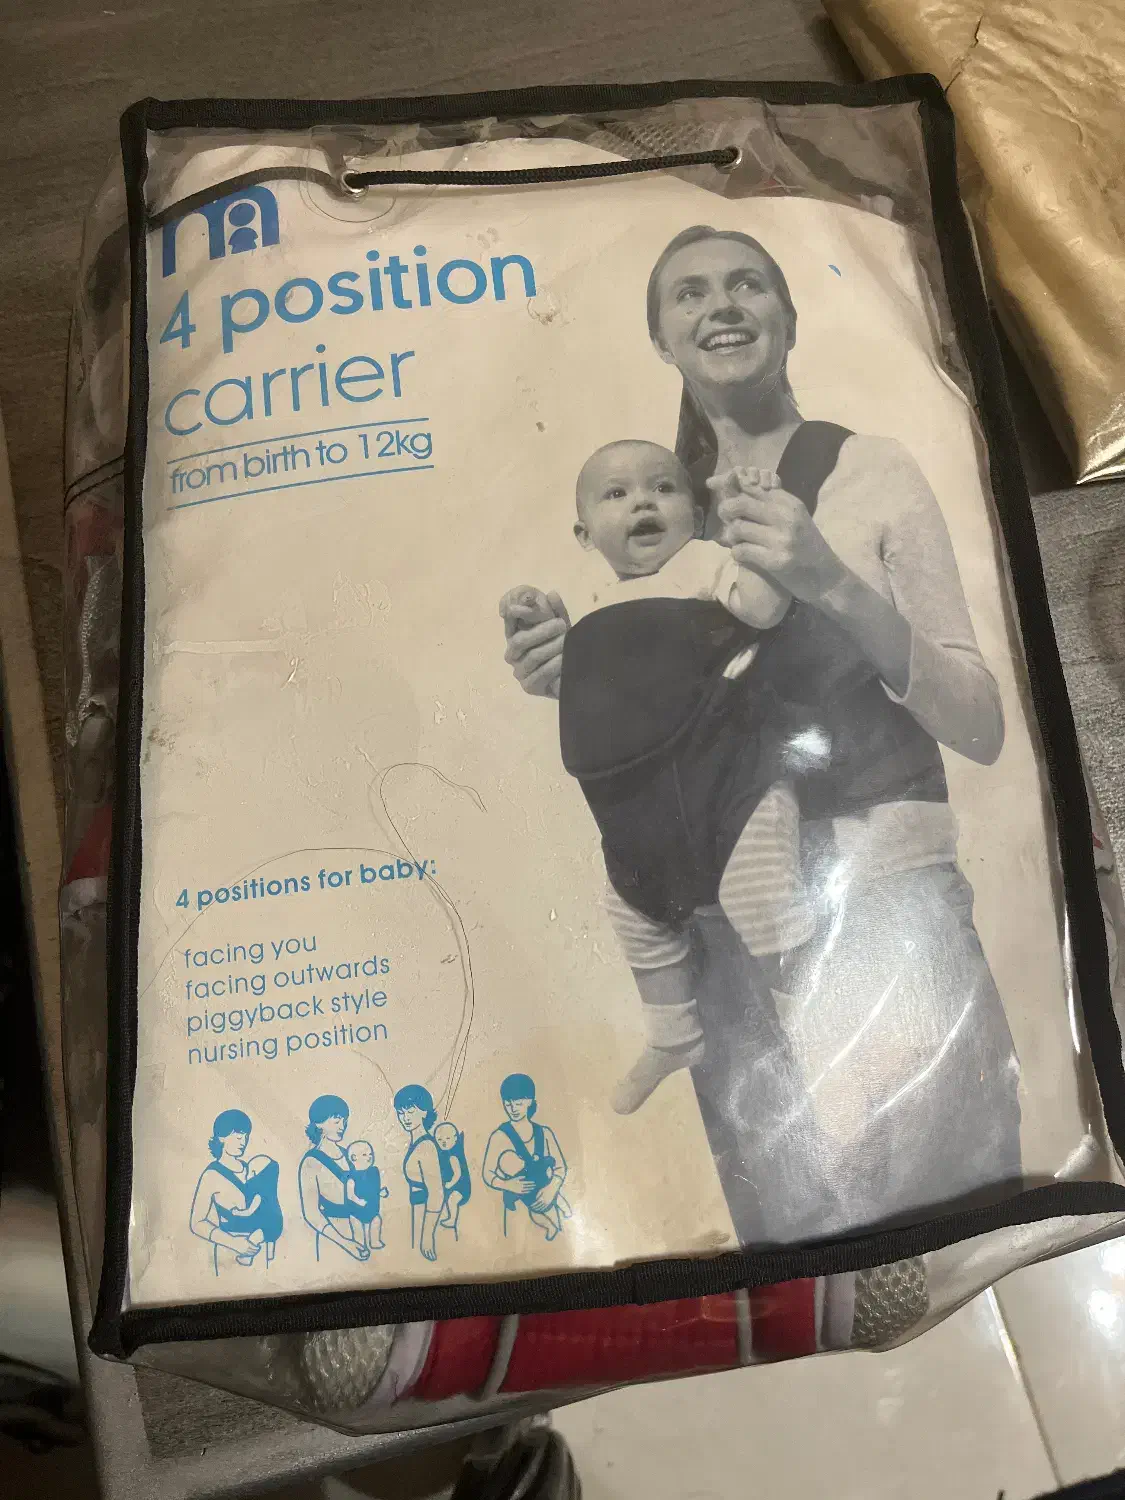 m
4 position
carrier
from birth to 12kg
4 positions for baby:
facing you
facing outwards
piggyback style
nursing position